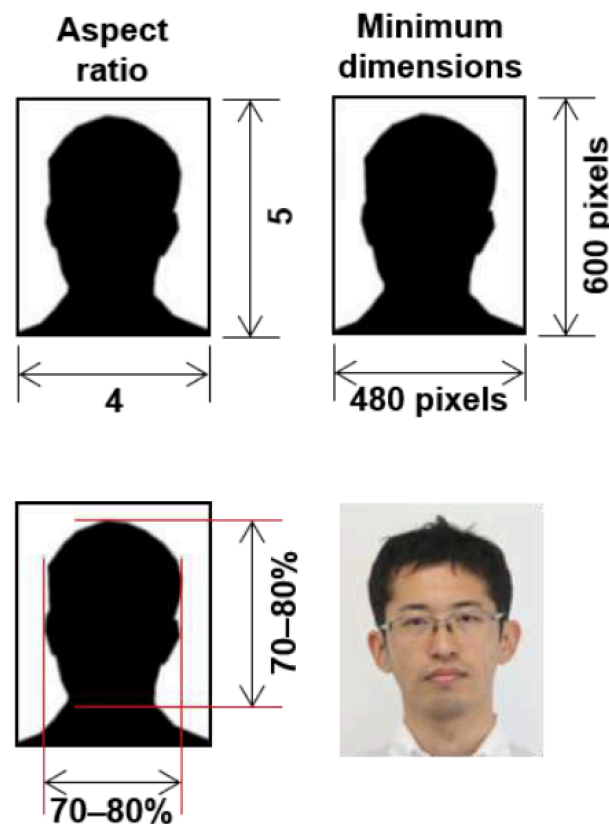 Aspect
ratio
Minimum
dimensions
5
600 pixels
4
480 pixels
70–80%
70–80%